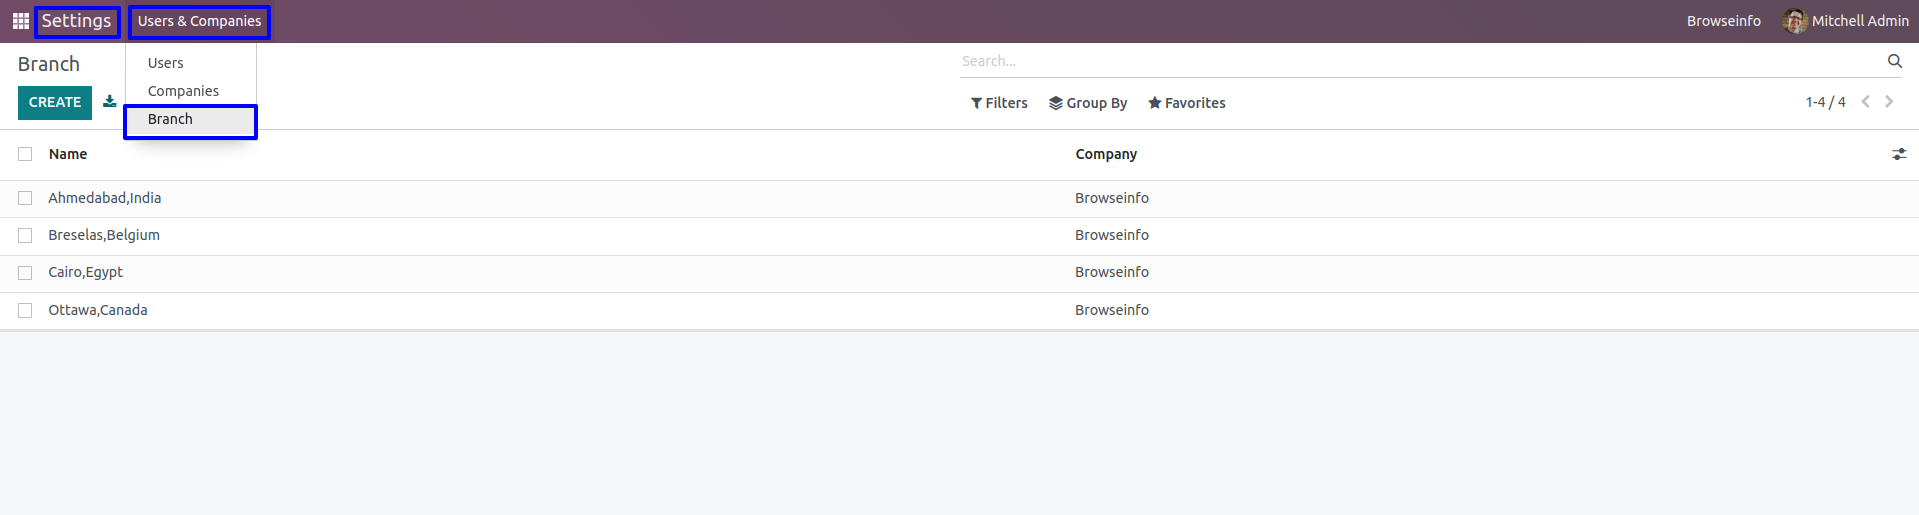 Settings Users & Companies Browseinfo Mitchell Admin
Branch Users Search...
Companies
CREATE Filters Group By Favorites 1-4 / 4
Branch
Name Company
Ahmedabad,India Browseinfo
Breselas,Belgium Browseinfo
Cairo,Egypt Browseinfo
Ottawa,Canada Browseinfo